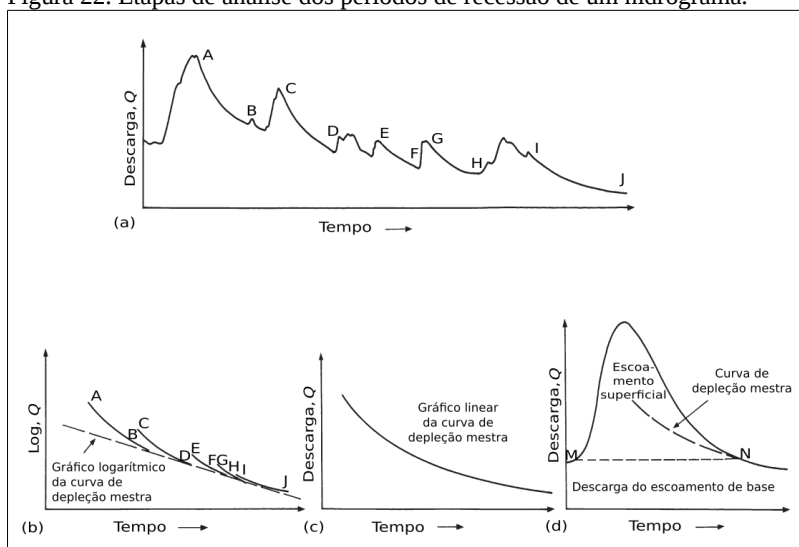 Figura 22: Etapas de análise dos períodos de recessão de um hidrograma.
Descarga, Q
A
B
C
D
E
F
G
H
I
J
(a)
Tempo
Log, Q
A
C
B
D
E
F
G
H
I
J
Gráfico logarítmico
da curva de
depleção mestra
(b)
Tempo
Descarga, Q
Gráfico linear
da curva de
depleção mestra
(c)
Tempo
Descarga, Q
Escoa-
mento
superficial
Curva de
depleção mestra
M
N
Descarga do escoamento de base
(d)
Tempo